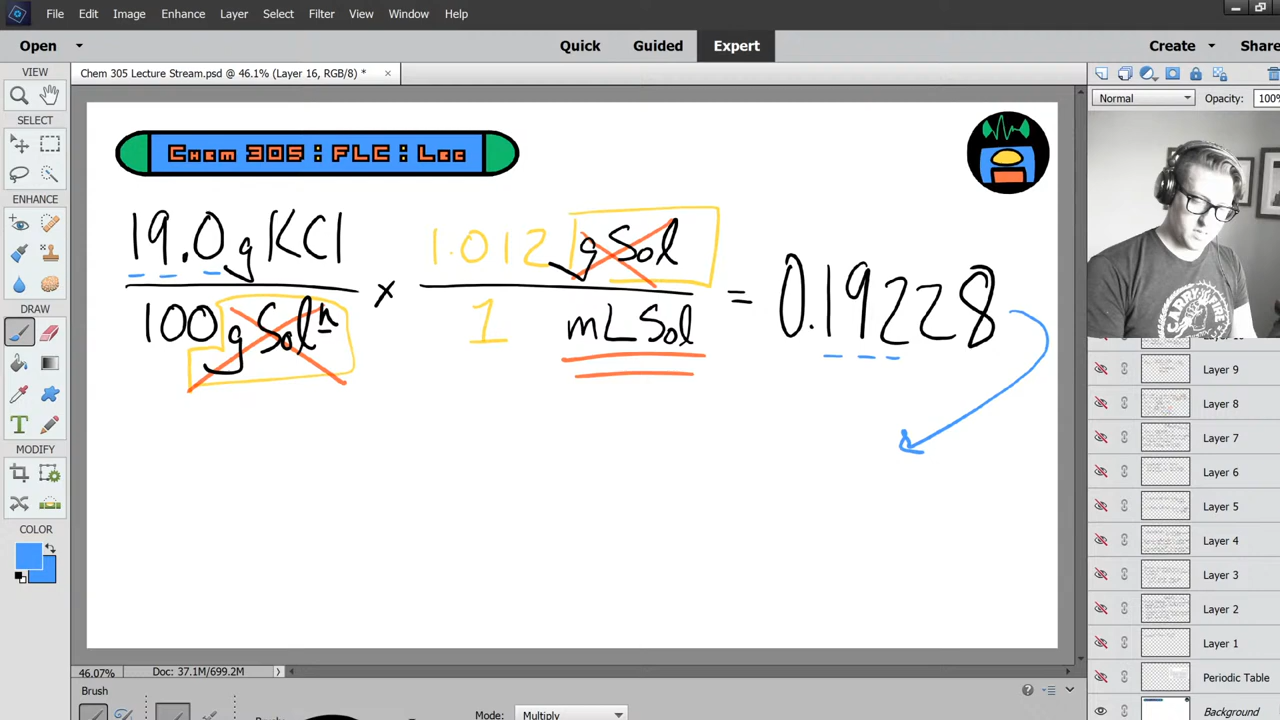 File Edit Image Enhance Layer Select Filter View Window Help
Open Quick Guided Expert Create Share
VIEW
Chem 305 Lecture Stream.psd @ 46.1% (Layer 16, RGB/8) * ×
Normal Opacity: 100%
SELECT
ENHANCE
DRAW
MODIFY
COLOR
Chem 305:FLC:Lec
19.0 g KCl 1.012 g Sol
× = 0.19228
100 g Solⁿ 1 mL Sol
Layer 9
Layer 8
Layer 7
Layer 6
Layer 5
Layer 4
Layer 3
Layer 2
Layer 1
Periodic Table
Background
46.07% Doc: 37.1M/699.2M
Brush
Mode: Multiply